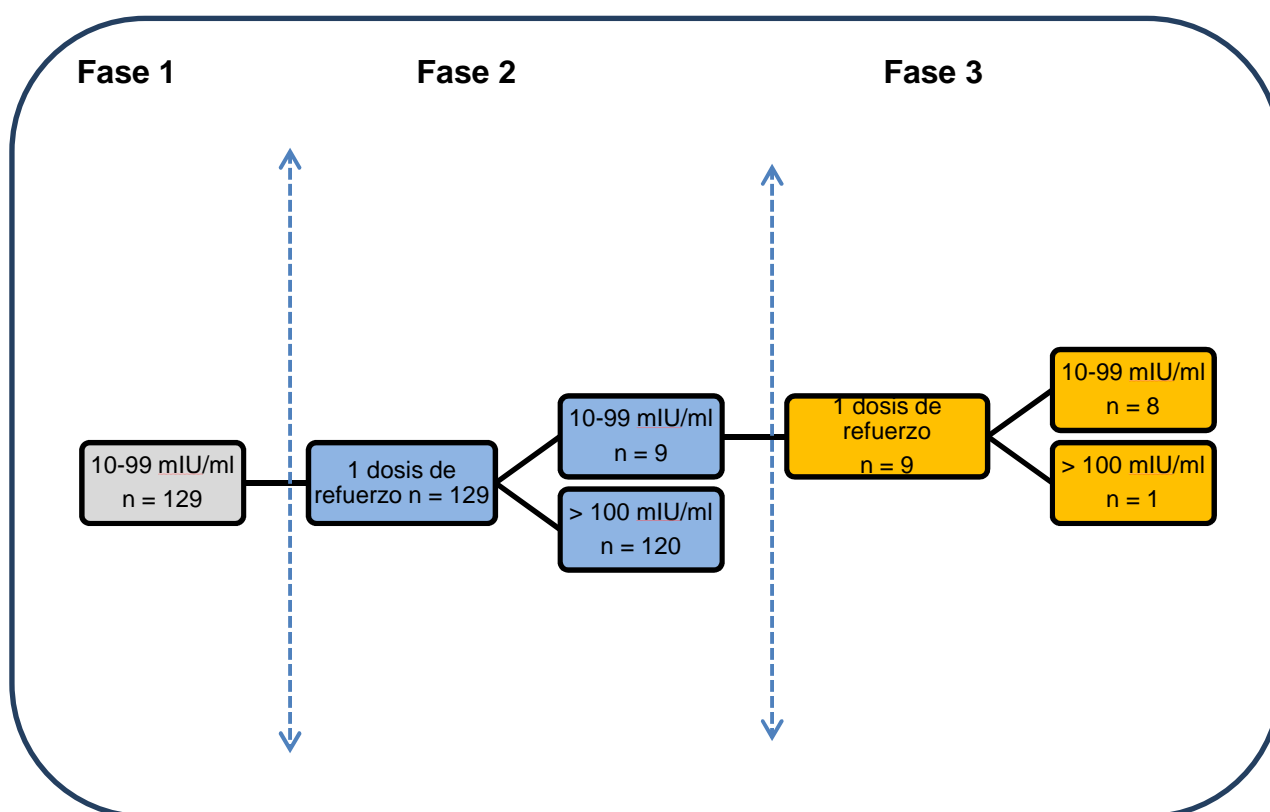 Fase 1
Fase 2
Fase 3
10-99 mIU/ml
n = 129
1 dosis de
refuerzo n = 129
10-99 mIU/ml
n = 9
> 100 mIU/ml
n = 120
1 dosis de
refuerzo
n = 9
10-99 mIU/ml
n = 8
> 100 mIU/ml
n = 1